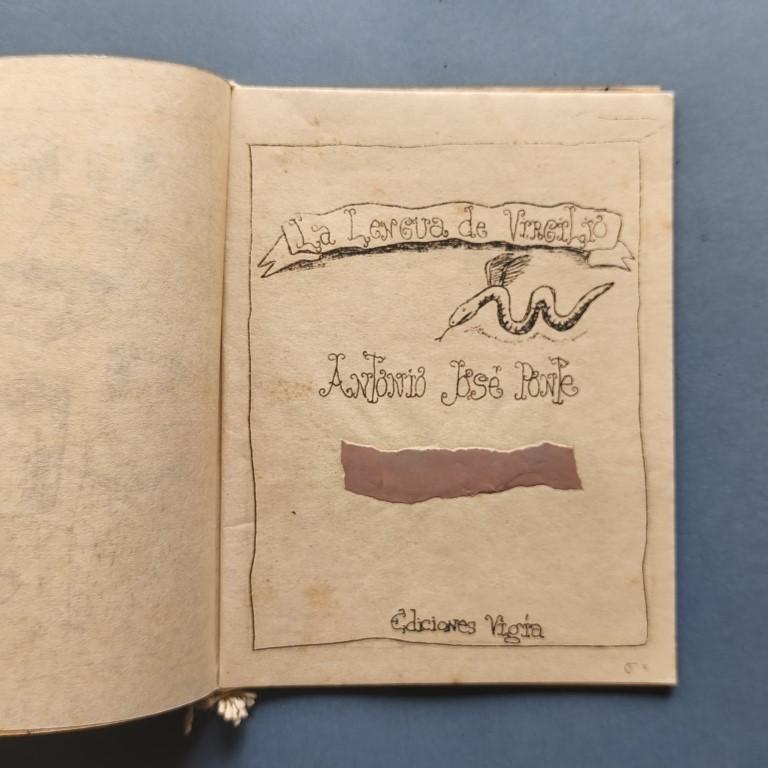 La Lengua de Virgilio
Antonio José Ponte
Ediciones Vigía